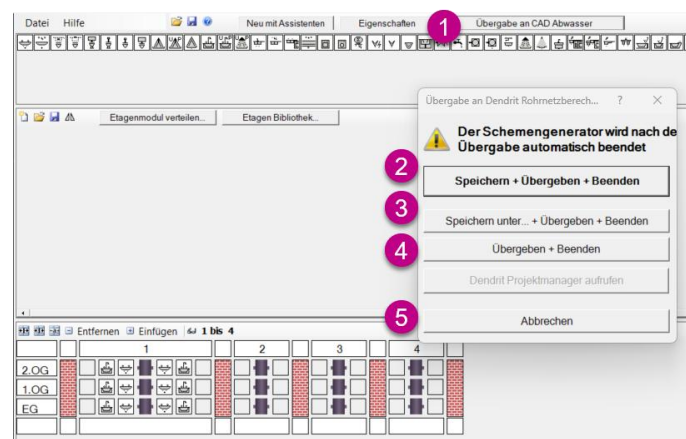 Datei Hilfe Neu mit Assistenten Eigenschaften 1 Übergabe an CAD Abwasser
Übergabe an Dendrit Rohrnetzberech... ? ×
Etagenmodul verteilen... Etagen Bibliothek...
Der Schemengenerator wird nach de
Übergabe automatisch beendet
2
Speichern + Übergeben + Beenden
3
Speichern unter... + Übergeben + Beenden
4
Übergeben + Beenden
Dendrit Projektmanager aufrufen
5
Abbrechen
Entfernen Einfügen 1 bis 4
1 2 3 4
2.OG
1.OG
EG